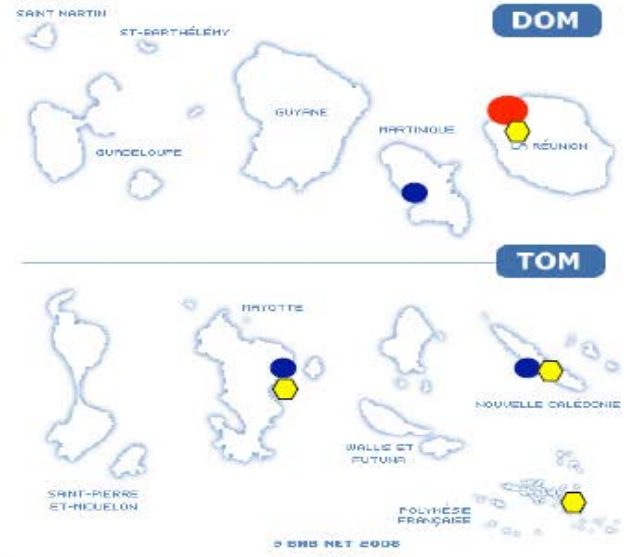 SAINT MARTIN
DOM
ST-BARTHÉLÉMY
GUYANE
MARTINIQUE
LA RÉUNION
GUADELOUPE
TOM
MAYOTTE
NOUVELLE CALÉDONIE
WALLIS ET
FUTUNA
SAINT-PIERRE
ET-MIQUELON
POLYNÉSIE
FRANÇAISE
BNB NET 2008